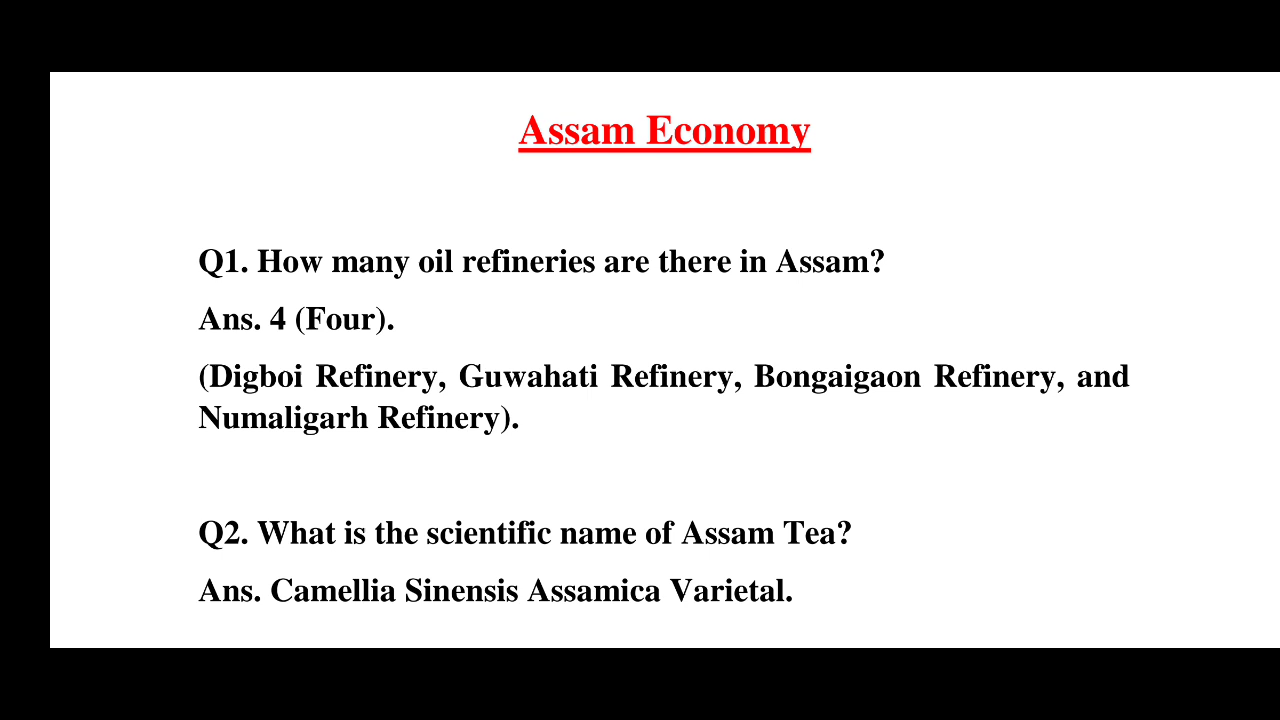 Assam Economy
Q1. How many oil refineries are there in Assam?
Ans. 4 (Four).
(Digboi Refinery, Guwahati Refinery, Bongaigaon Refinery, and
Numaligarh Refinery).
Q2. What is the scientific name of Assam Tea?
Ans. Camellia Sinensis Assamica Varietal.